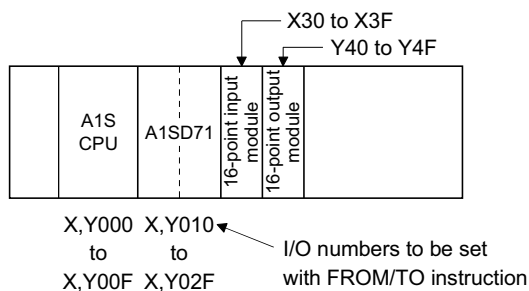 X30 to X3F
Y40 to Y4F
A1S
CPU
A1SD71
16-point input
module
16-point output
module
X,Y000 X,Y010
to to
X,Y00F X,Y02F
I/O numbers to be set
with FROM/TO instruction